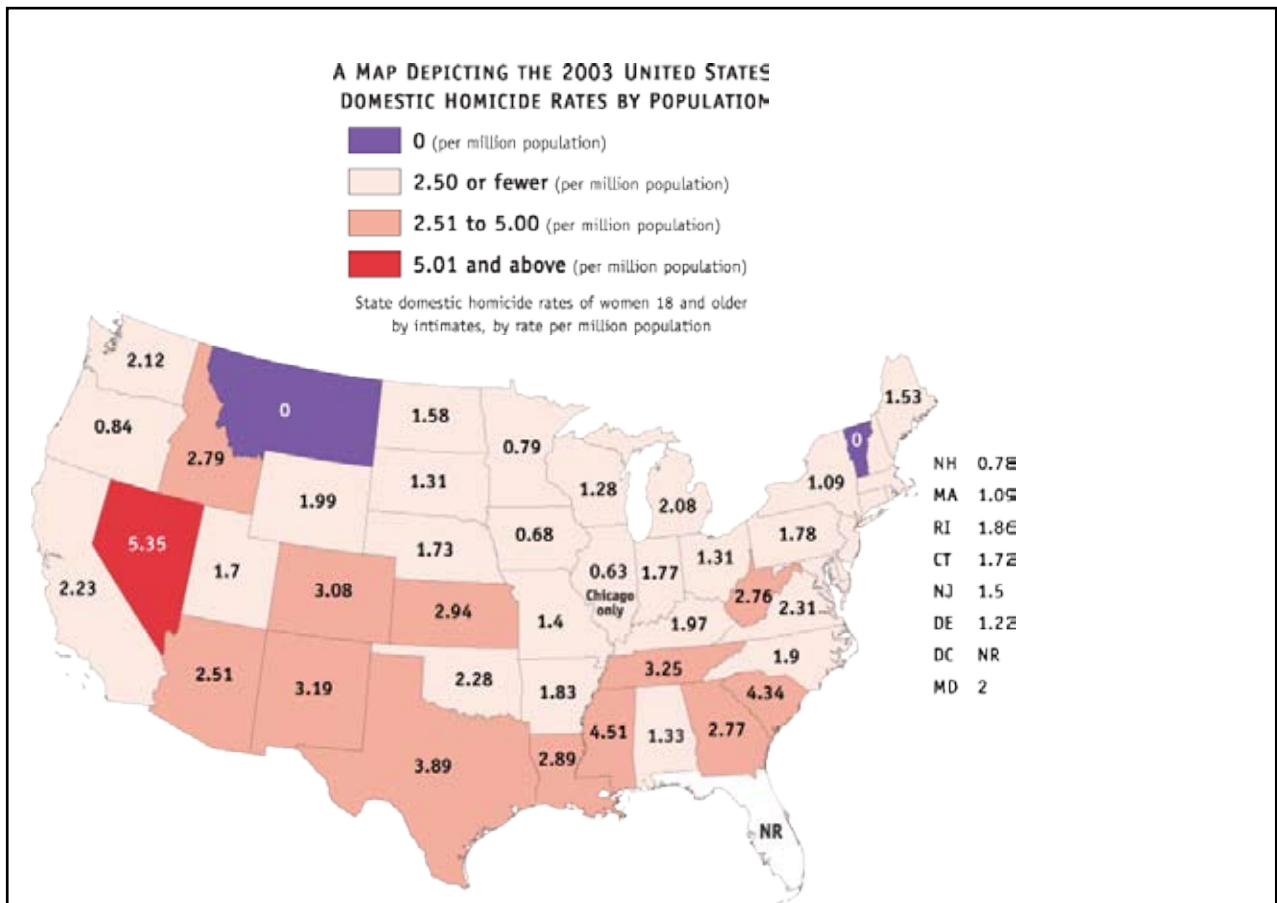 A MAP DEPICTING THE 2003 UNITED STATES
DOMESTIC HOMICIDE RATES BY POPULATION
0 (per million population)
2.50 or fewer (per million population)
2.51 to 5.00 (per million population)
5.01 and above (per million population)
State domestic homicide rates of women 18 and older
by intimates, by rate per million population
2.12
0
1.58
1.53
0.84
0.79
0
2.79
1.31
1.28
1.09
NH 0.78
1.99
2.08
MA 1.09
5.35
1.73
0.68
1.78
RI 1.86
2.23
1.7
3.08
2.94
0.63
Chicago
only
1.77
1.31
CT 1.72
1.4
2.76
2.31
NJ 1.5
1.97
DE 1.22
2.51
3.19
2.28
3.25
1.9
DC NR
1.83
4.34
MD 2
3.89
2.89
4.51
1.33
2.77
NR